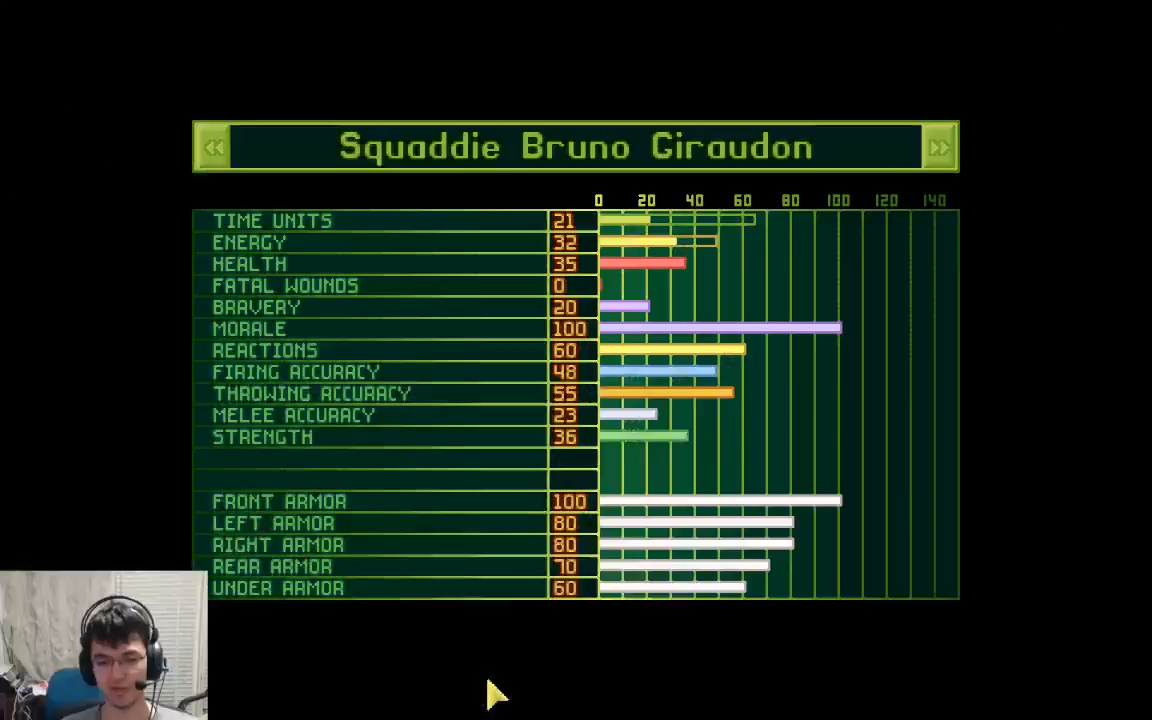 Squaddie Bruno Giraudon
0 20 40 60 80 100 120 140
TIME UNITS 21
ENERGY 32
HEALTH 35
FATAL WOUNDS 0
BRAVERY 20
MORALE 100
REACTIONS 60
FIRING ACCURACY 48
THROWING ACCURACY 55
MELEE ACCURACY 23
STRENGTH 36
FRONT ARMOR 100
LEFT ARMOR 80
RIGHT ARMOR 80
REAR ARMOR 70
UNDER ARMOR 60